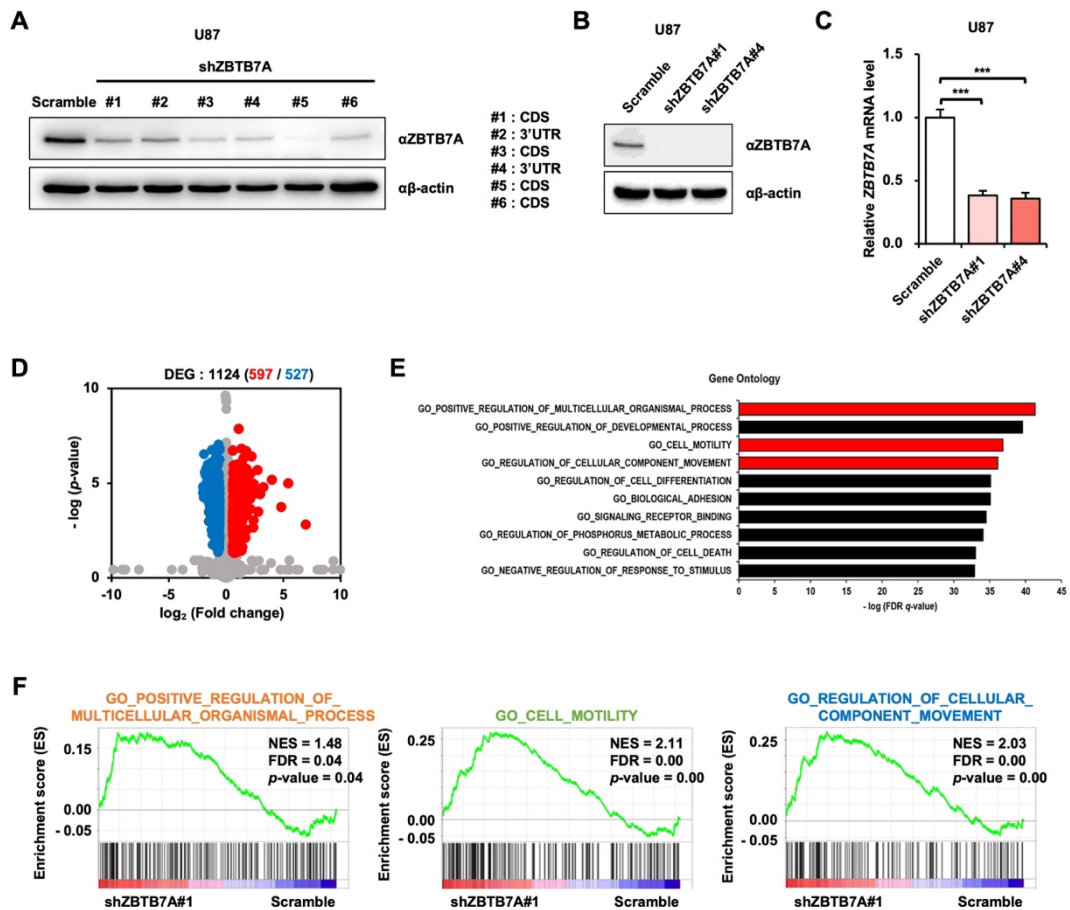 A
U87
shZBTB7A
Scramble #1 #2 #3 #4 #5 #6
αZBTB7A
αβ-actin
#1 : CDS
#2 : 3'UTR
#3 : CDS
#4 : 3'UTR
#5 : CDS
#6 : CDS
B
U87
Scramble
shZBTB7A#1
shZBTB7A#4
αZBTB7A
αβ-actin
C
U87
Relative ZBTB7A mRNA level
1.5
1.0
0.5
0.0
***
***
Scramble
shZBTB7A#1
shZBTB7A#4
D
DEG : 1124 (597 / 527)
- log (p-value)
10
5
0
-10 -5 0 5 10
log₂ (Fold change)
E
Gene Ontology
GO_POSITIVE_REGULATION_OF_MULTICELLULAR_ORGANISMAL_PROCESS
GO_POSITIVE_REGULATION_OF_DEVELOPMENTAL_PROCESS
GO_CELL_MOTILITY
GO_REGULATION_OF_CELLULAR_COMPONENT_MOVEMENT
GO_REGULATION_OF_CELL_DIFFERENTIATION
GO_BIOLOGICAL_ADHESION
GO_SIGNALING_RECEPTOR_BINDING
GO_REGULATION_OF_PHOSPHORUS_METABOLIC_PROCESS
GO_REGULATION_OF_CELL_DEATH
GO_NEGATIVE_REGULATION_OF_RESPONSE_TO_STIMULUS
0 5 10 15 20 25 30 35 40 45
- log (FDR q-value)
F
GO_POSITIVE_REGULATION_OF_
MULTICELLULAR_ORGANISMAL_PROCESS
Enrichment score (ES)
0.15
0.00
- 0.05
NES = 1.48
FDR = 0.04
p-value = 0.04
shZBTB7A#1 Scramble
GO_CELL_MOTILITY
Enrichment score (ES)
0.25
0.00
- 0.05
NES = 2.11
FDR = 0.00
p-value = 0.00
shZBTB7A#1 Scramble
GO_REGULATION_OF_CELLULAR_
COMPONENT_MOVEMENT
Enrichment score (ES)
0.25
0.00
- 0.05
NES = 2.03
FDR = 0.00
p-value = 0.00
shZBTB7A#1 Scramble